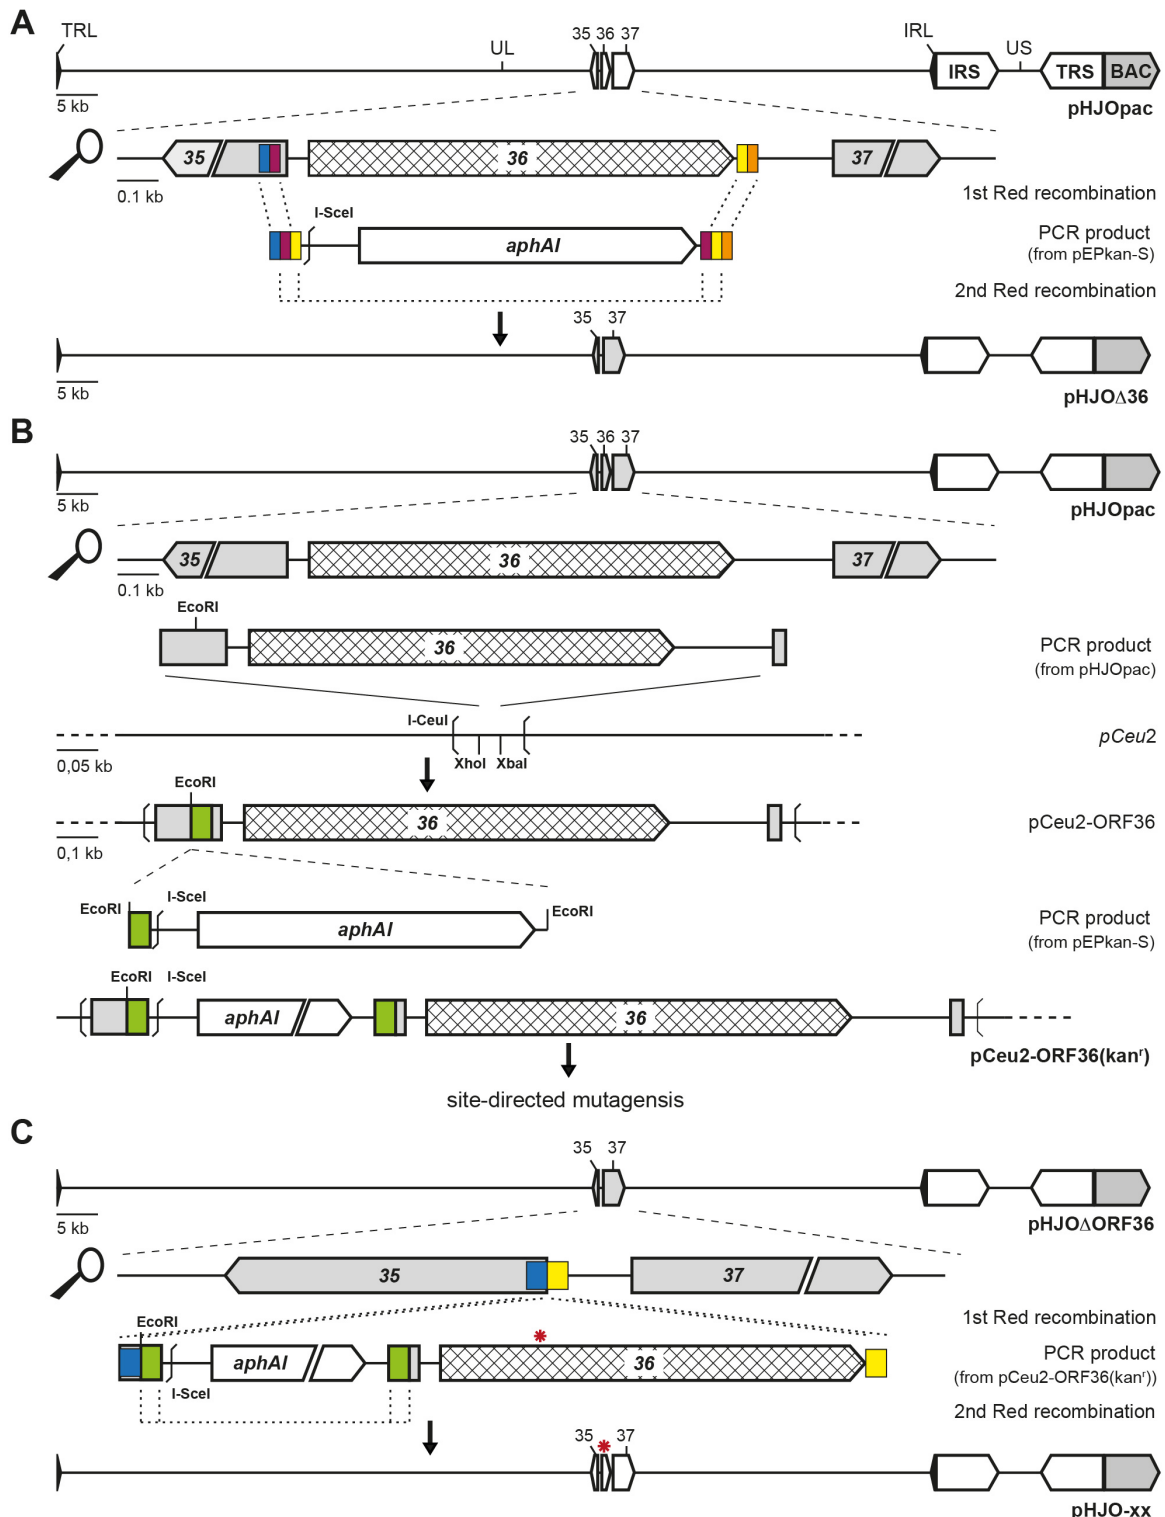 A
TRL
UL
35 36 37
IRL
US
IRS
TRS
BAC
5 kb
pHJOpac
35
36
37
0.1 kb
1st Red recombination
I-SceI
aphAI
PCR product
(from pEPkan-S)
2nd Red recombination
35 37
5 kb
pHJOΔ36
B
35 36 37
5 kb
pHJOpac
35
36
37
0.1 kb
EcoRI
36
PCR product
(from pHJOpac)
I-CeuI
XhoI XbaI
pCeu2
0,05 kb
EcoRI
36
pCeu2-ORF36
0,1 kb
EcoRI
I-SceI
aphAI
EcoRI
PCR product
(from pEPkan-S)
EcoRI I-SceI
aphAI
36
pCeu2-ORF36(kanʳ)
site-directed mutagensis
C
35 37
5 kb
pHJOΔORF36
35
37
1st Red recombination
EcoRI
*
aphAI
36
I-SceI
PCR product
(from pCeu2-ORF36(kanʳ))
2nd Red recombination
35 * 37
pHJO-xx